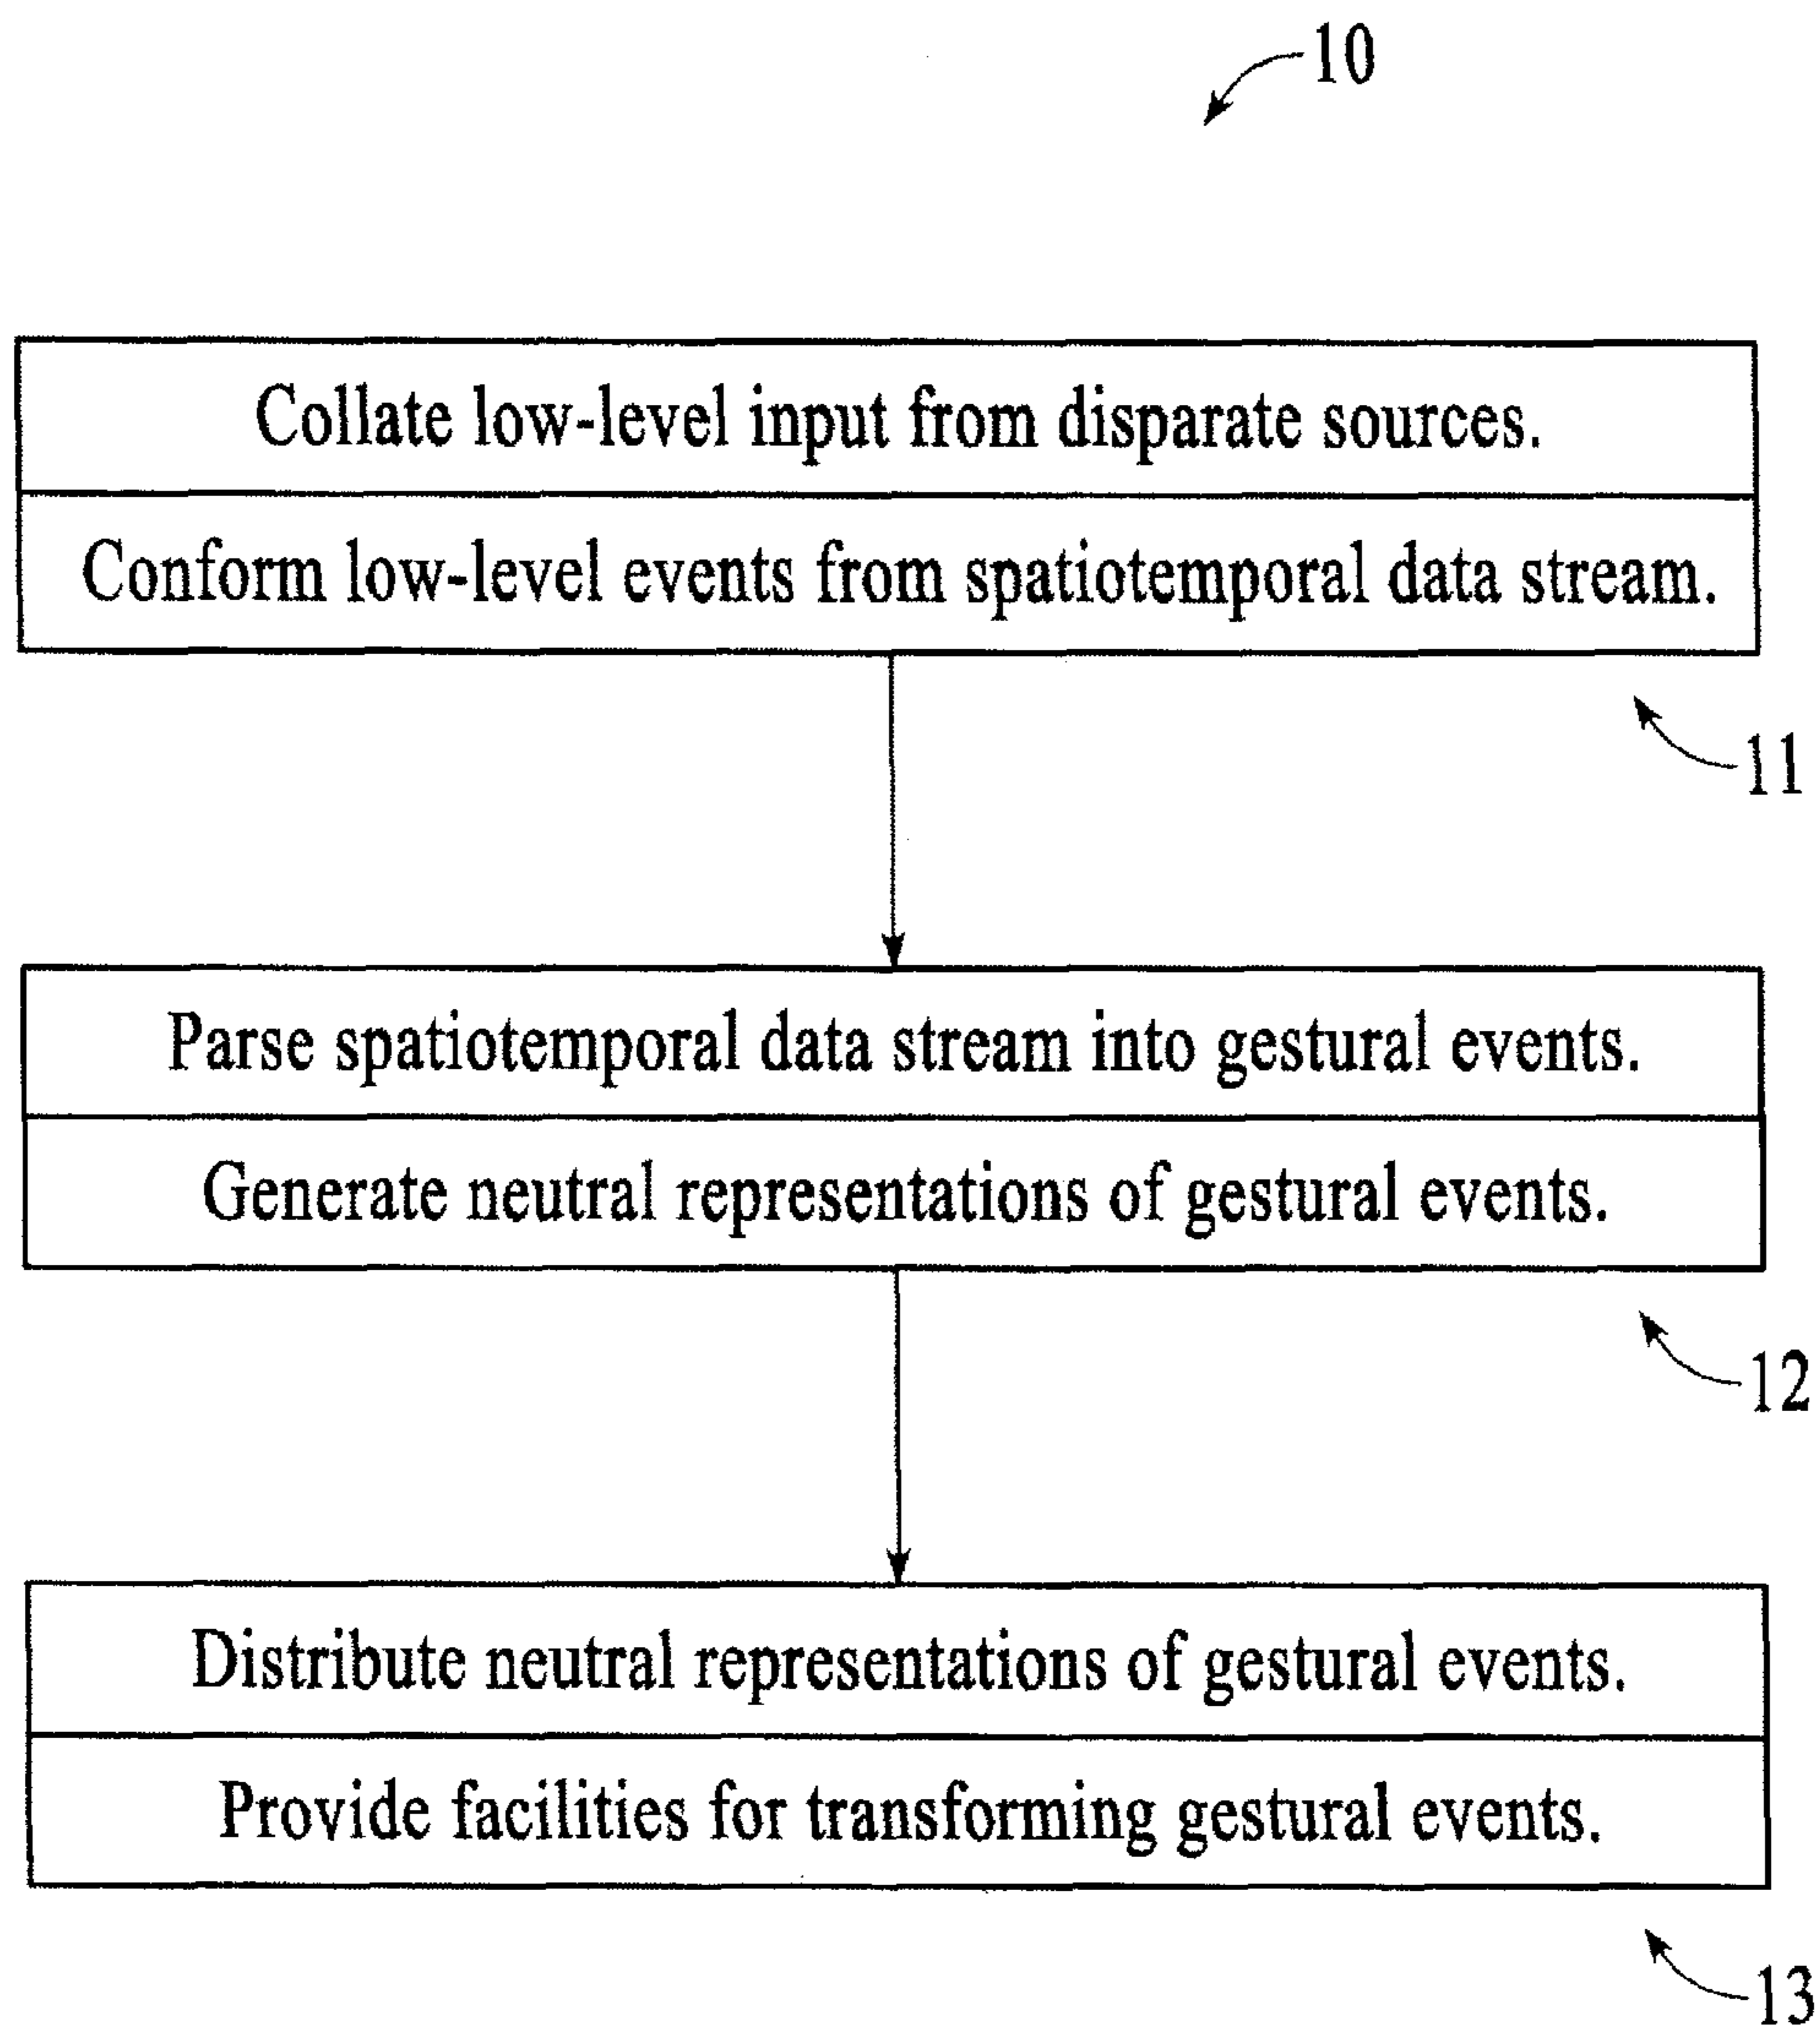 10
Collate low-level input from disparate sources.
Conform low-level events from spatiotemporal data stream.
11
Parse spatiotemporal data stream into gestural events.
Generate neutral representations of gestural events.
12
Distribute neutral representations of gestural events.
Provide facilities for transforming gestural events.
13